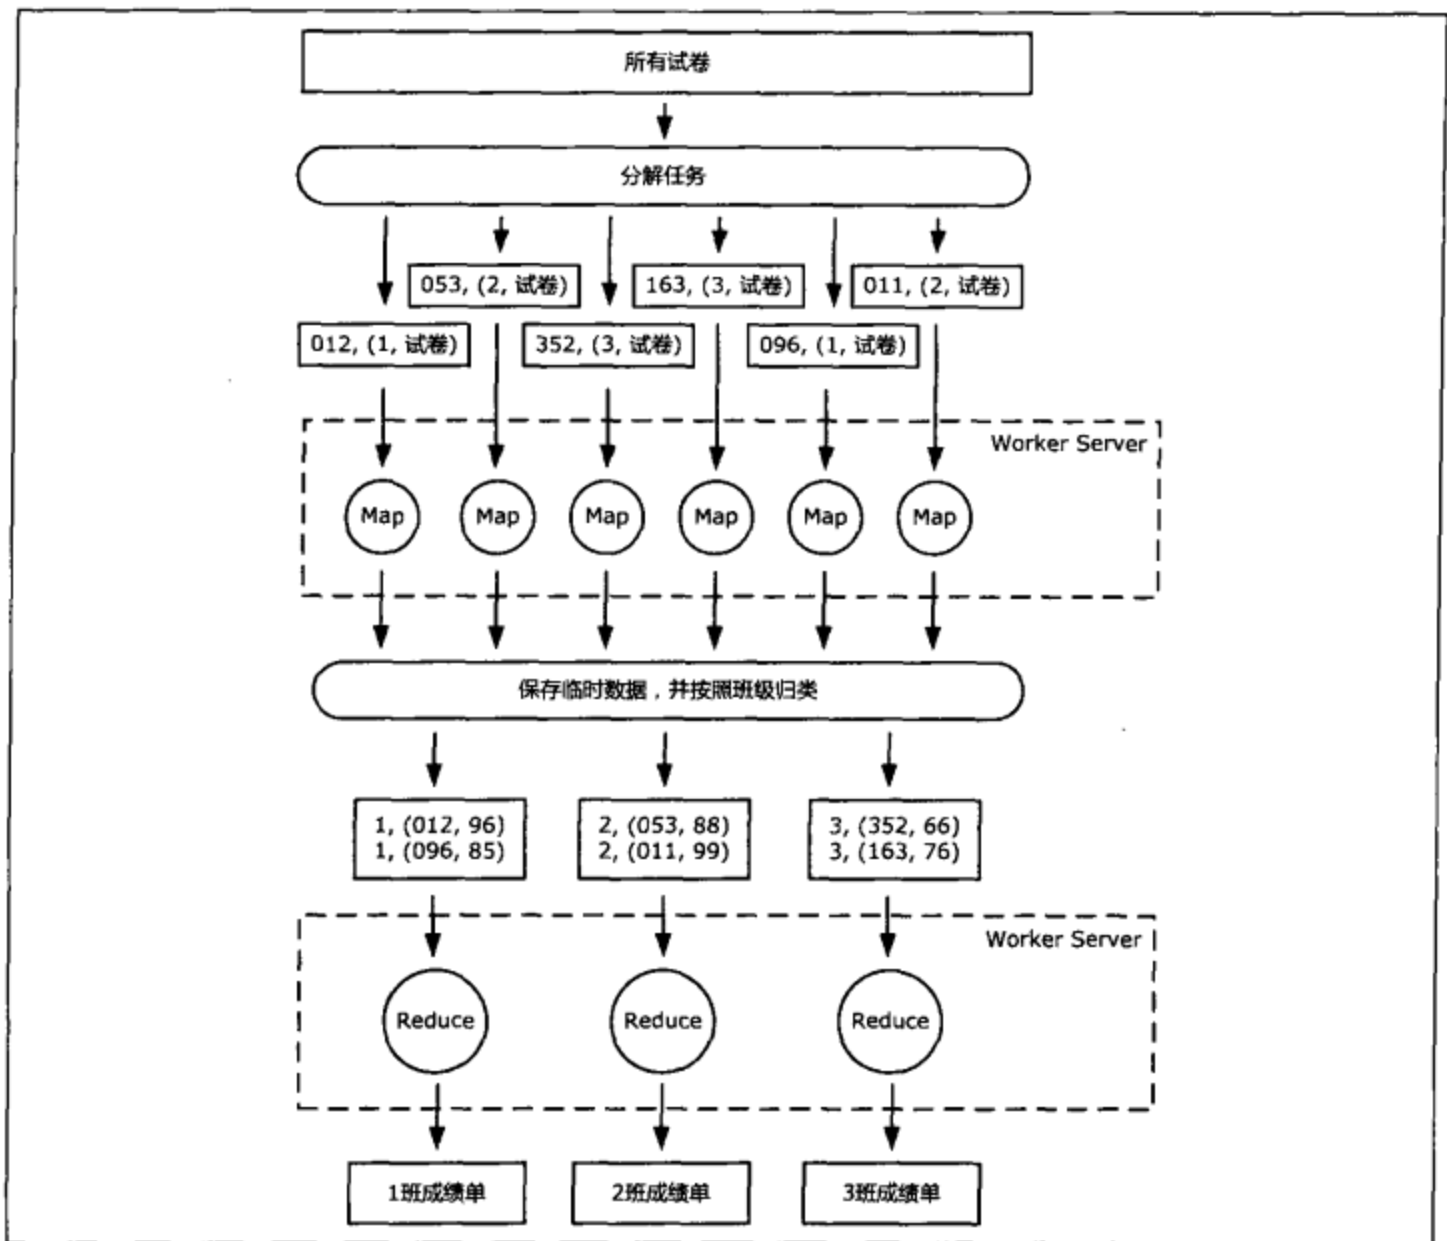 所有试卷
分解任务
053, (2, 试卷)
163, (3, 试卷)
011, (2, 试卷)
012, (1, 试卷)
352, (3, 试卷)
096, (1, 试卷)
Worker Server
Map
Map
Map
Map
Map
Map
保存临时数据，并按照班级归类
1, (012, 96)
1, (096, 85)
2, (053, 88)
2, (011, 99)
3, (352, 66)
3, (163, 76)
Worker Server
Reduce
Reduce
Reduce
1班成绩单
2班成绩单
3班成绩单